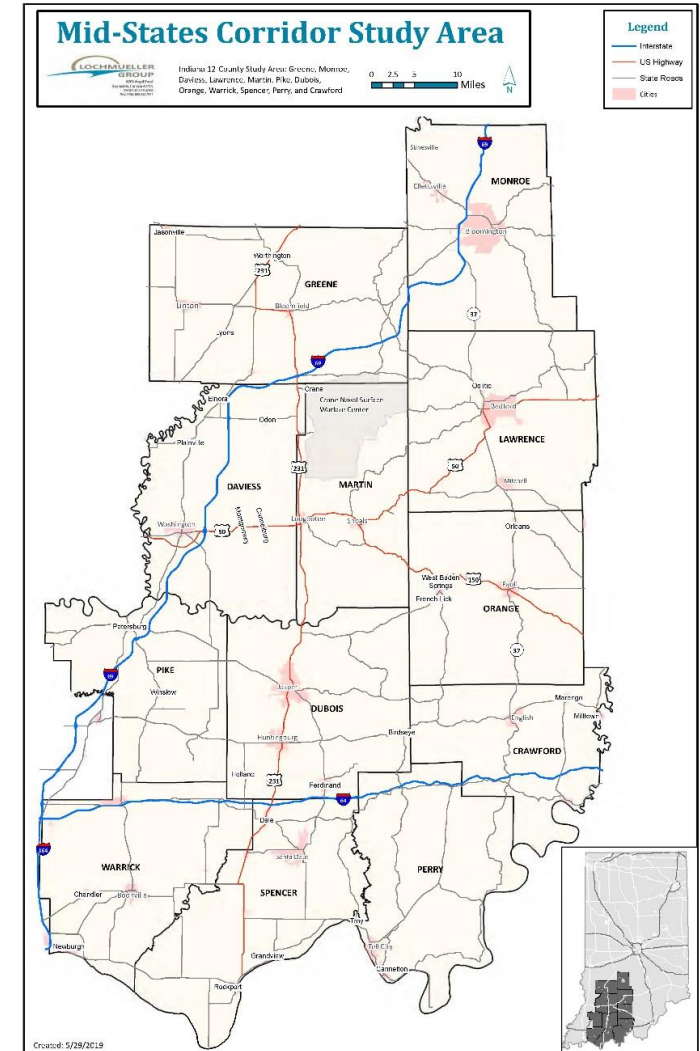 Mid-States Corridor Study Area
LOCHMUELLER
GROUP
Indiana 12 County Study Area: Greene, Monroe,
Daviess, Lawrence, Martin, Pike, Dubois,
Orange, Warrick, Spencer, Perry, and Crawford
0 2.5 5 10
Miles
N
Legend
Interstate
US Highway
State Roads
Cities
Stinesville
69
MONROE
Ellettsville
Bloomington
Jasonville
Worthington
231
GREENE
Linton
Bloomfield
37
Lyons
69
Oolitic
Crane
Elnora
Crane Naval Surface
Warfare Center
Bedford
Odon
LAWRENCE
Plainville
231
50
DAVIESS
MARTIN
Mitchell
Montgomery
Cannelburg
Washington
50
Loogootee
Shoals
Orleans
West Baden
Springs
150
Paoli
French Lick
ORANGE
Petersburg
37
PIKE
69
Winslow
Jasper
DUBOIS
Marengo
English
Milltown
Huntingburg
Birdseye
CRAWFORD
Holland
231
Ferdinand
64
Dale
164
Santa Claus
WARRICK
PERRY
SPENCER
Chandler
Boonville
Troy
Newburgh
Tell City
Grandview
Cannelton
Rockport
Created: 5/29/2019